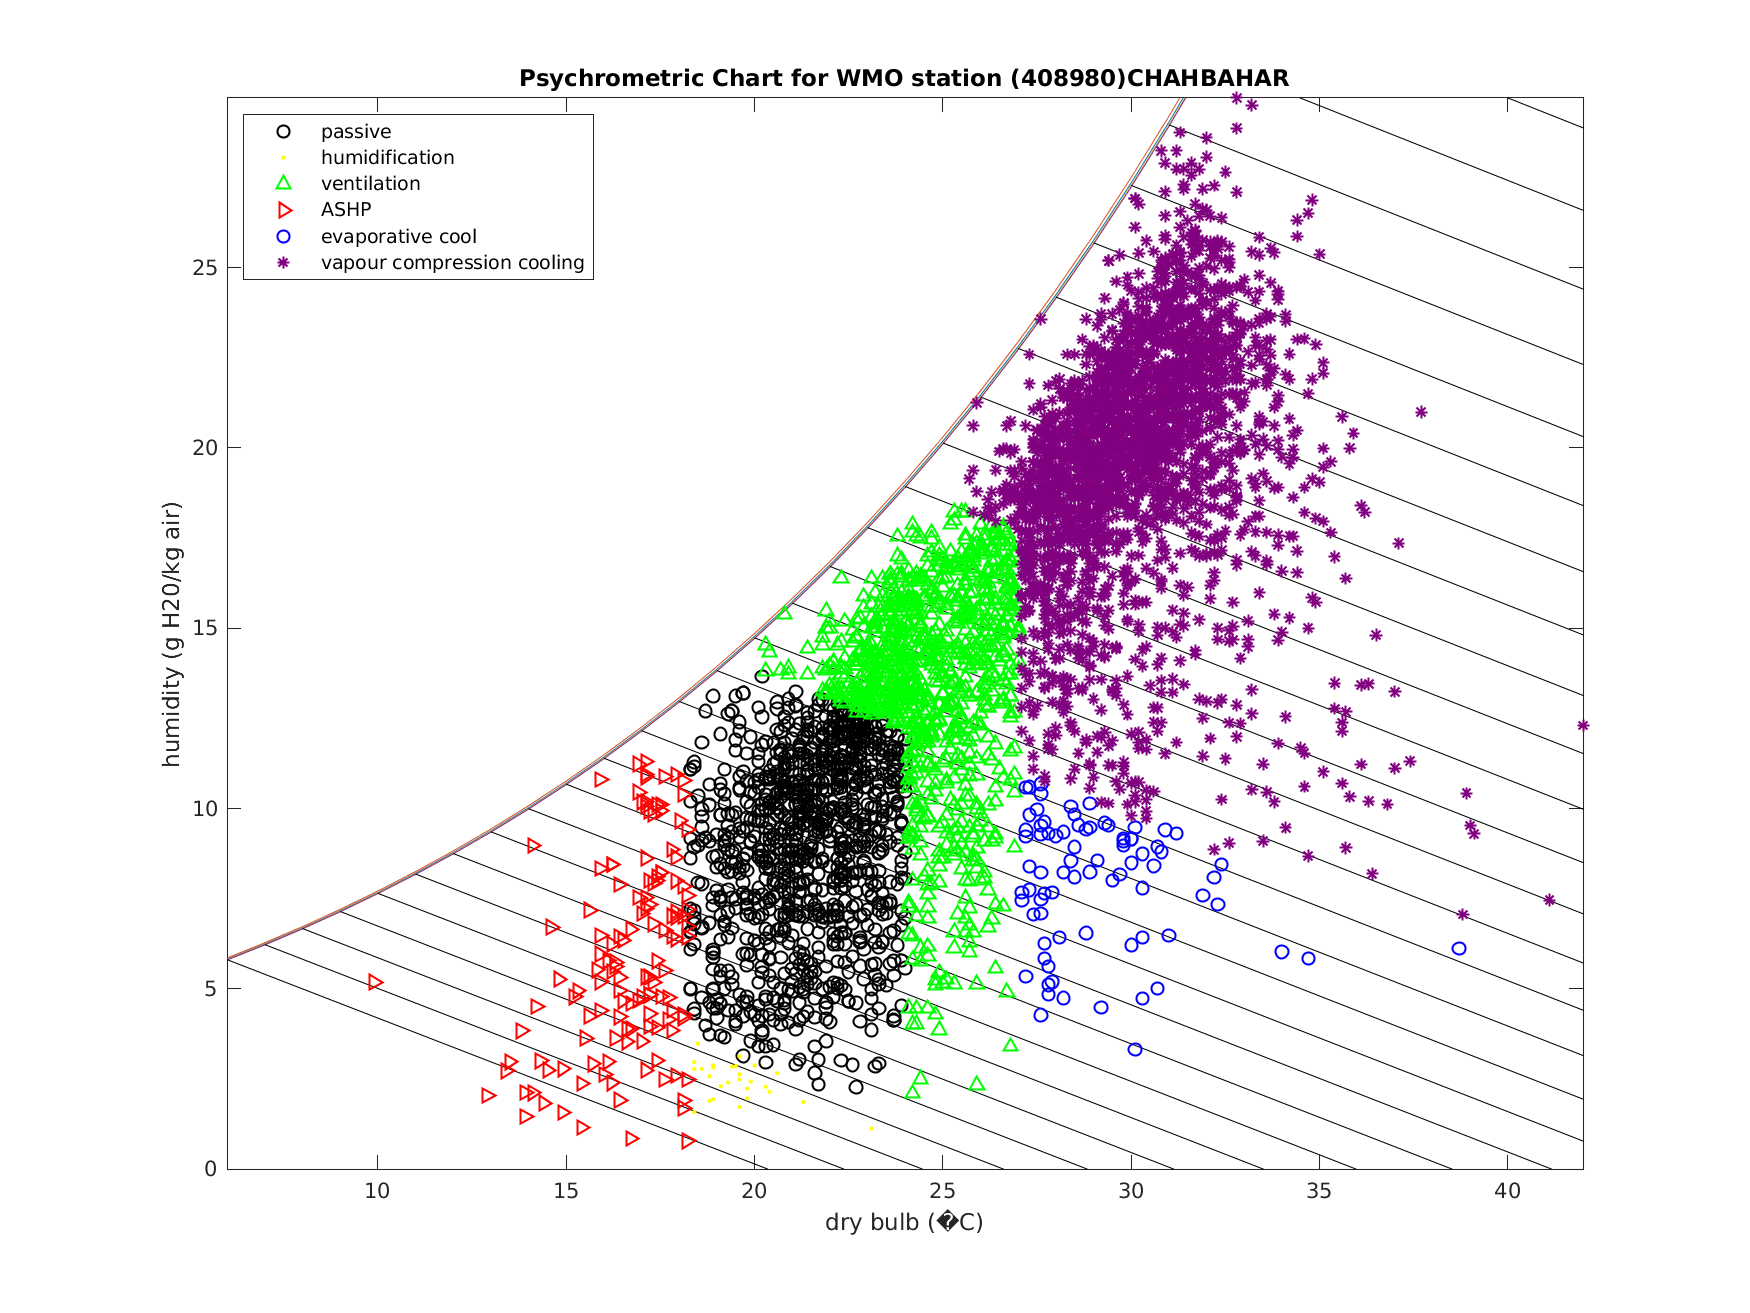 Psychrometric Chart for WMO station (408980)CHAHBAHAR
passive
humidification
ventilation
ASHP
evaporative cool
vapour compression cooling
humidity (g H20/kg air)
25
20
15
10
5
0
10 15 20 25 30 35 40
dry bulb (�C)